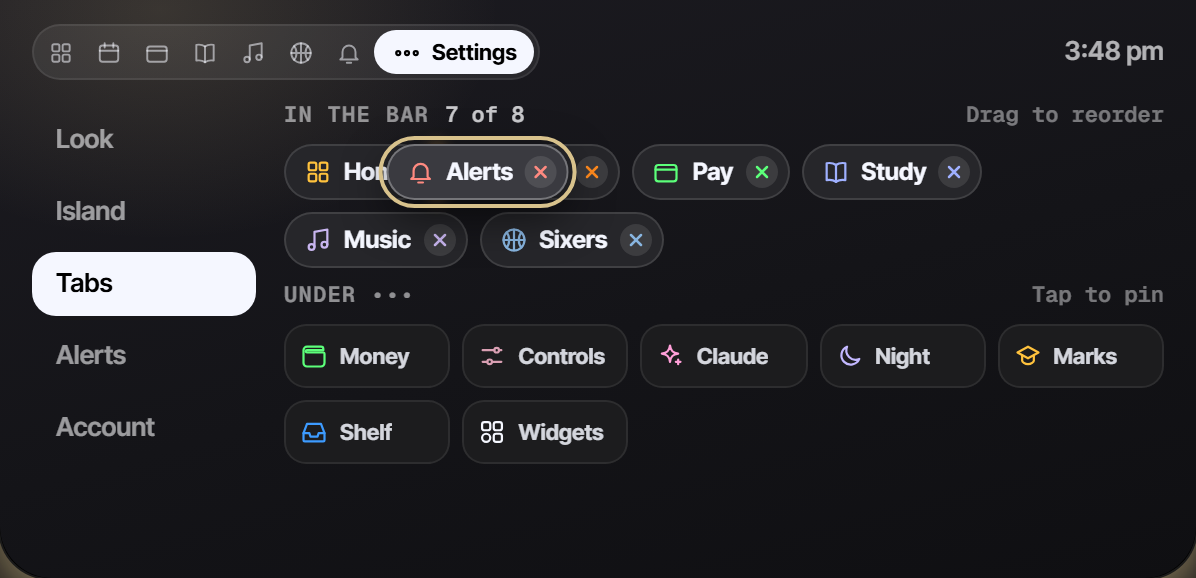 Settings
3:48 pm
Look
Island
Tabs
Alerts
Account
IN THE BAR 7 of 8
Drag to reorder
Alerts
Pay
Study
Music
Sixers
UNDER •••
Tap to pin
Money
Controls
Claude
Night
Marks
Shelf
Widgets